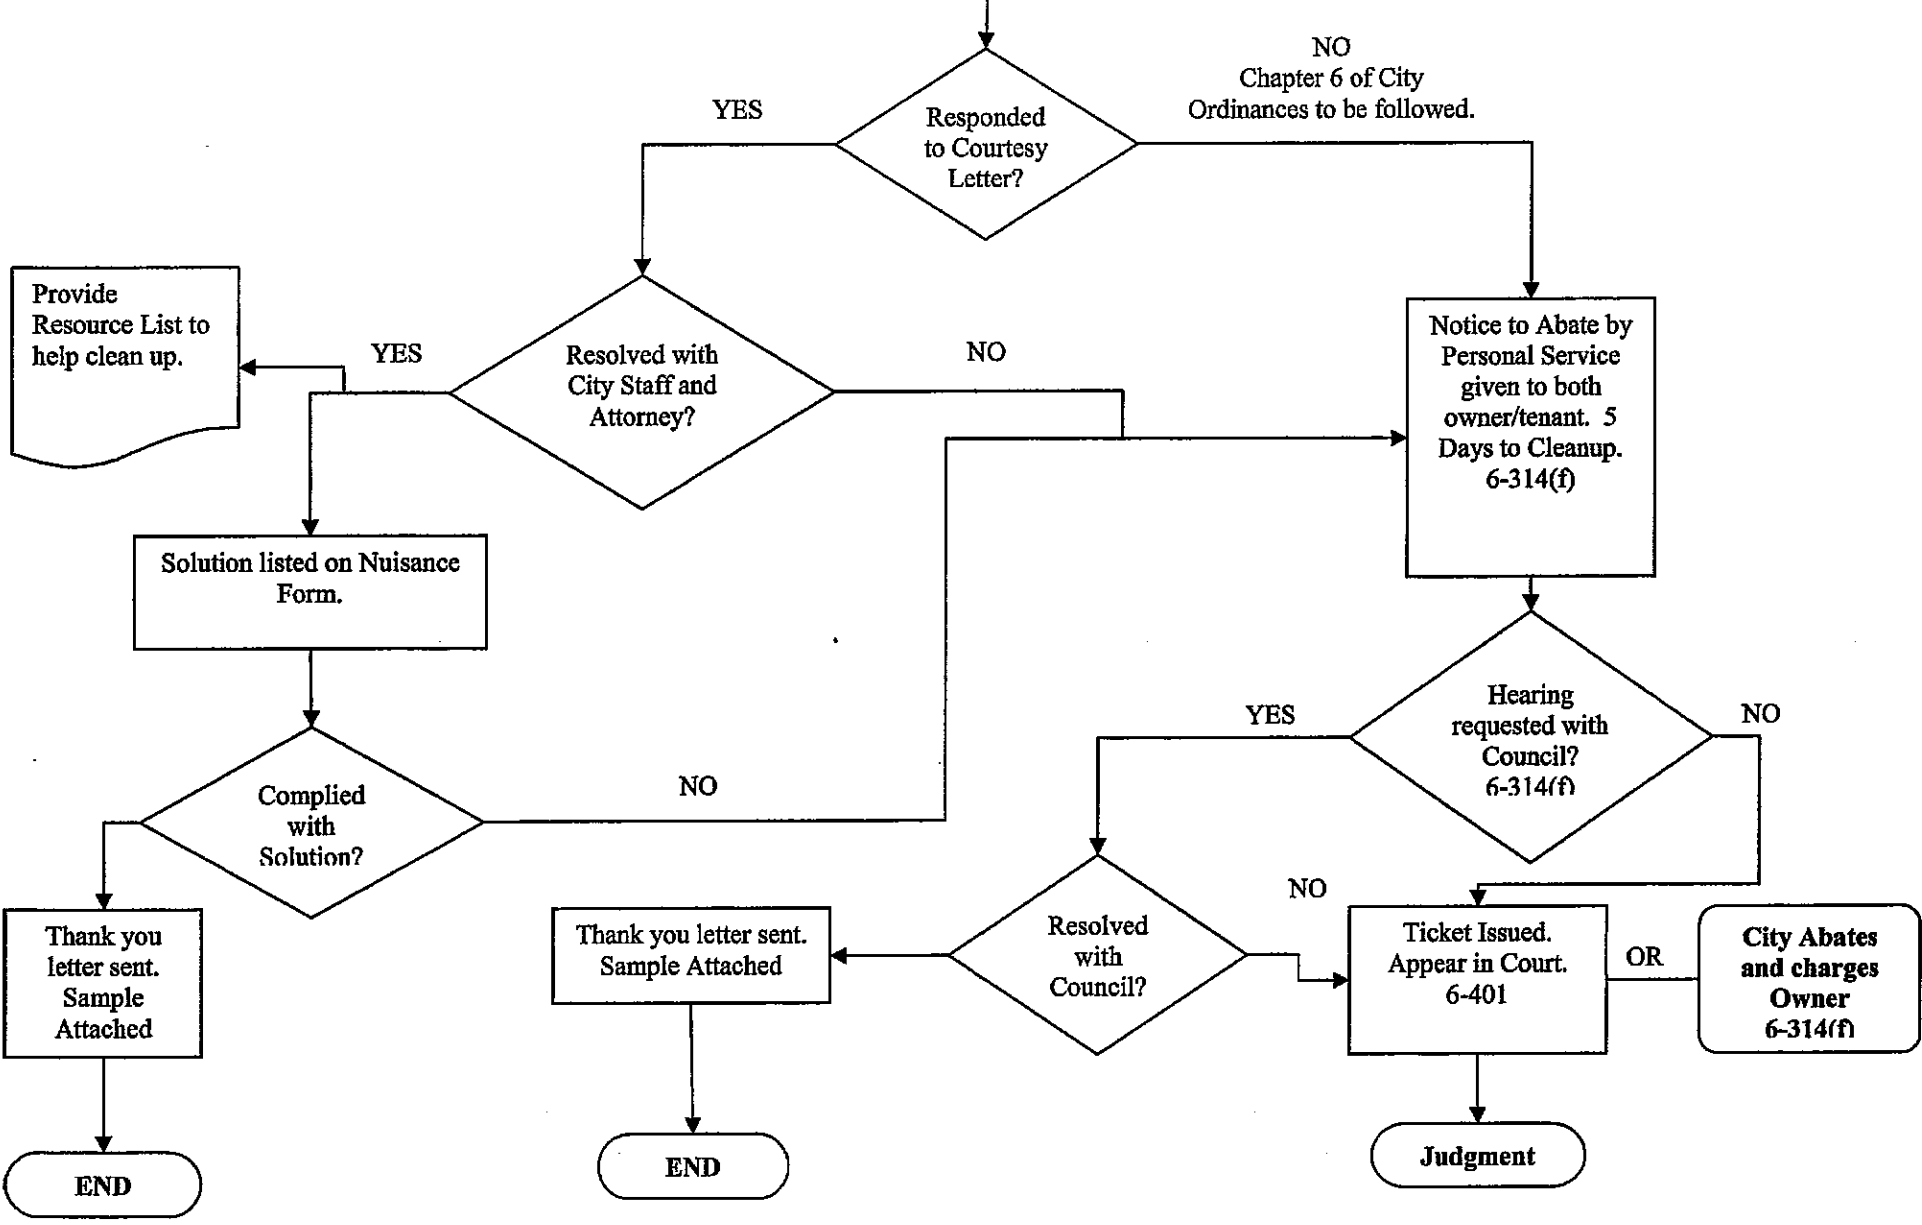 NO
Chapter 6 of City
Ordinances to be followed.
YES
Responded
to Courtesy
Letter?
Provide
Resource List to
help clean up.
YES
Resolved with
City Staff and
Attorney?
NO
Notice to Abate by
Personal Service
given to both
owner/tenant. 5
Days to Cleanup.
6-314(f)
Solution listed on Nuisance
Form.
Hearing
requested with
Council?
6-314(f)
YES
NO
Complied
with
Solution?
NO
Thank you
letter sent.
Sample
Attached
Thank you letter sent.
Sample Attached
Resolved
with
Council?
NO
Ticket Issued.
Appear in Court.
6-401
OR
City Abates
and charges
Owner
6-314(f)
END
END
Judgment